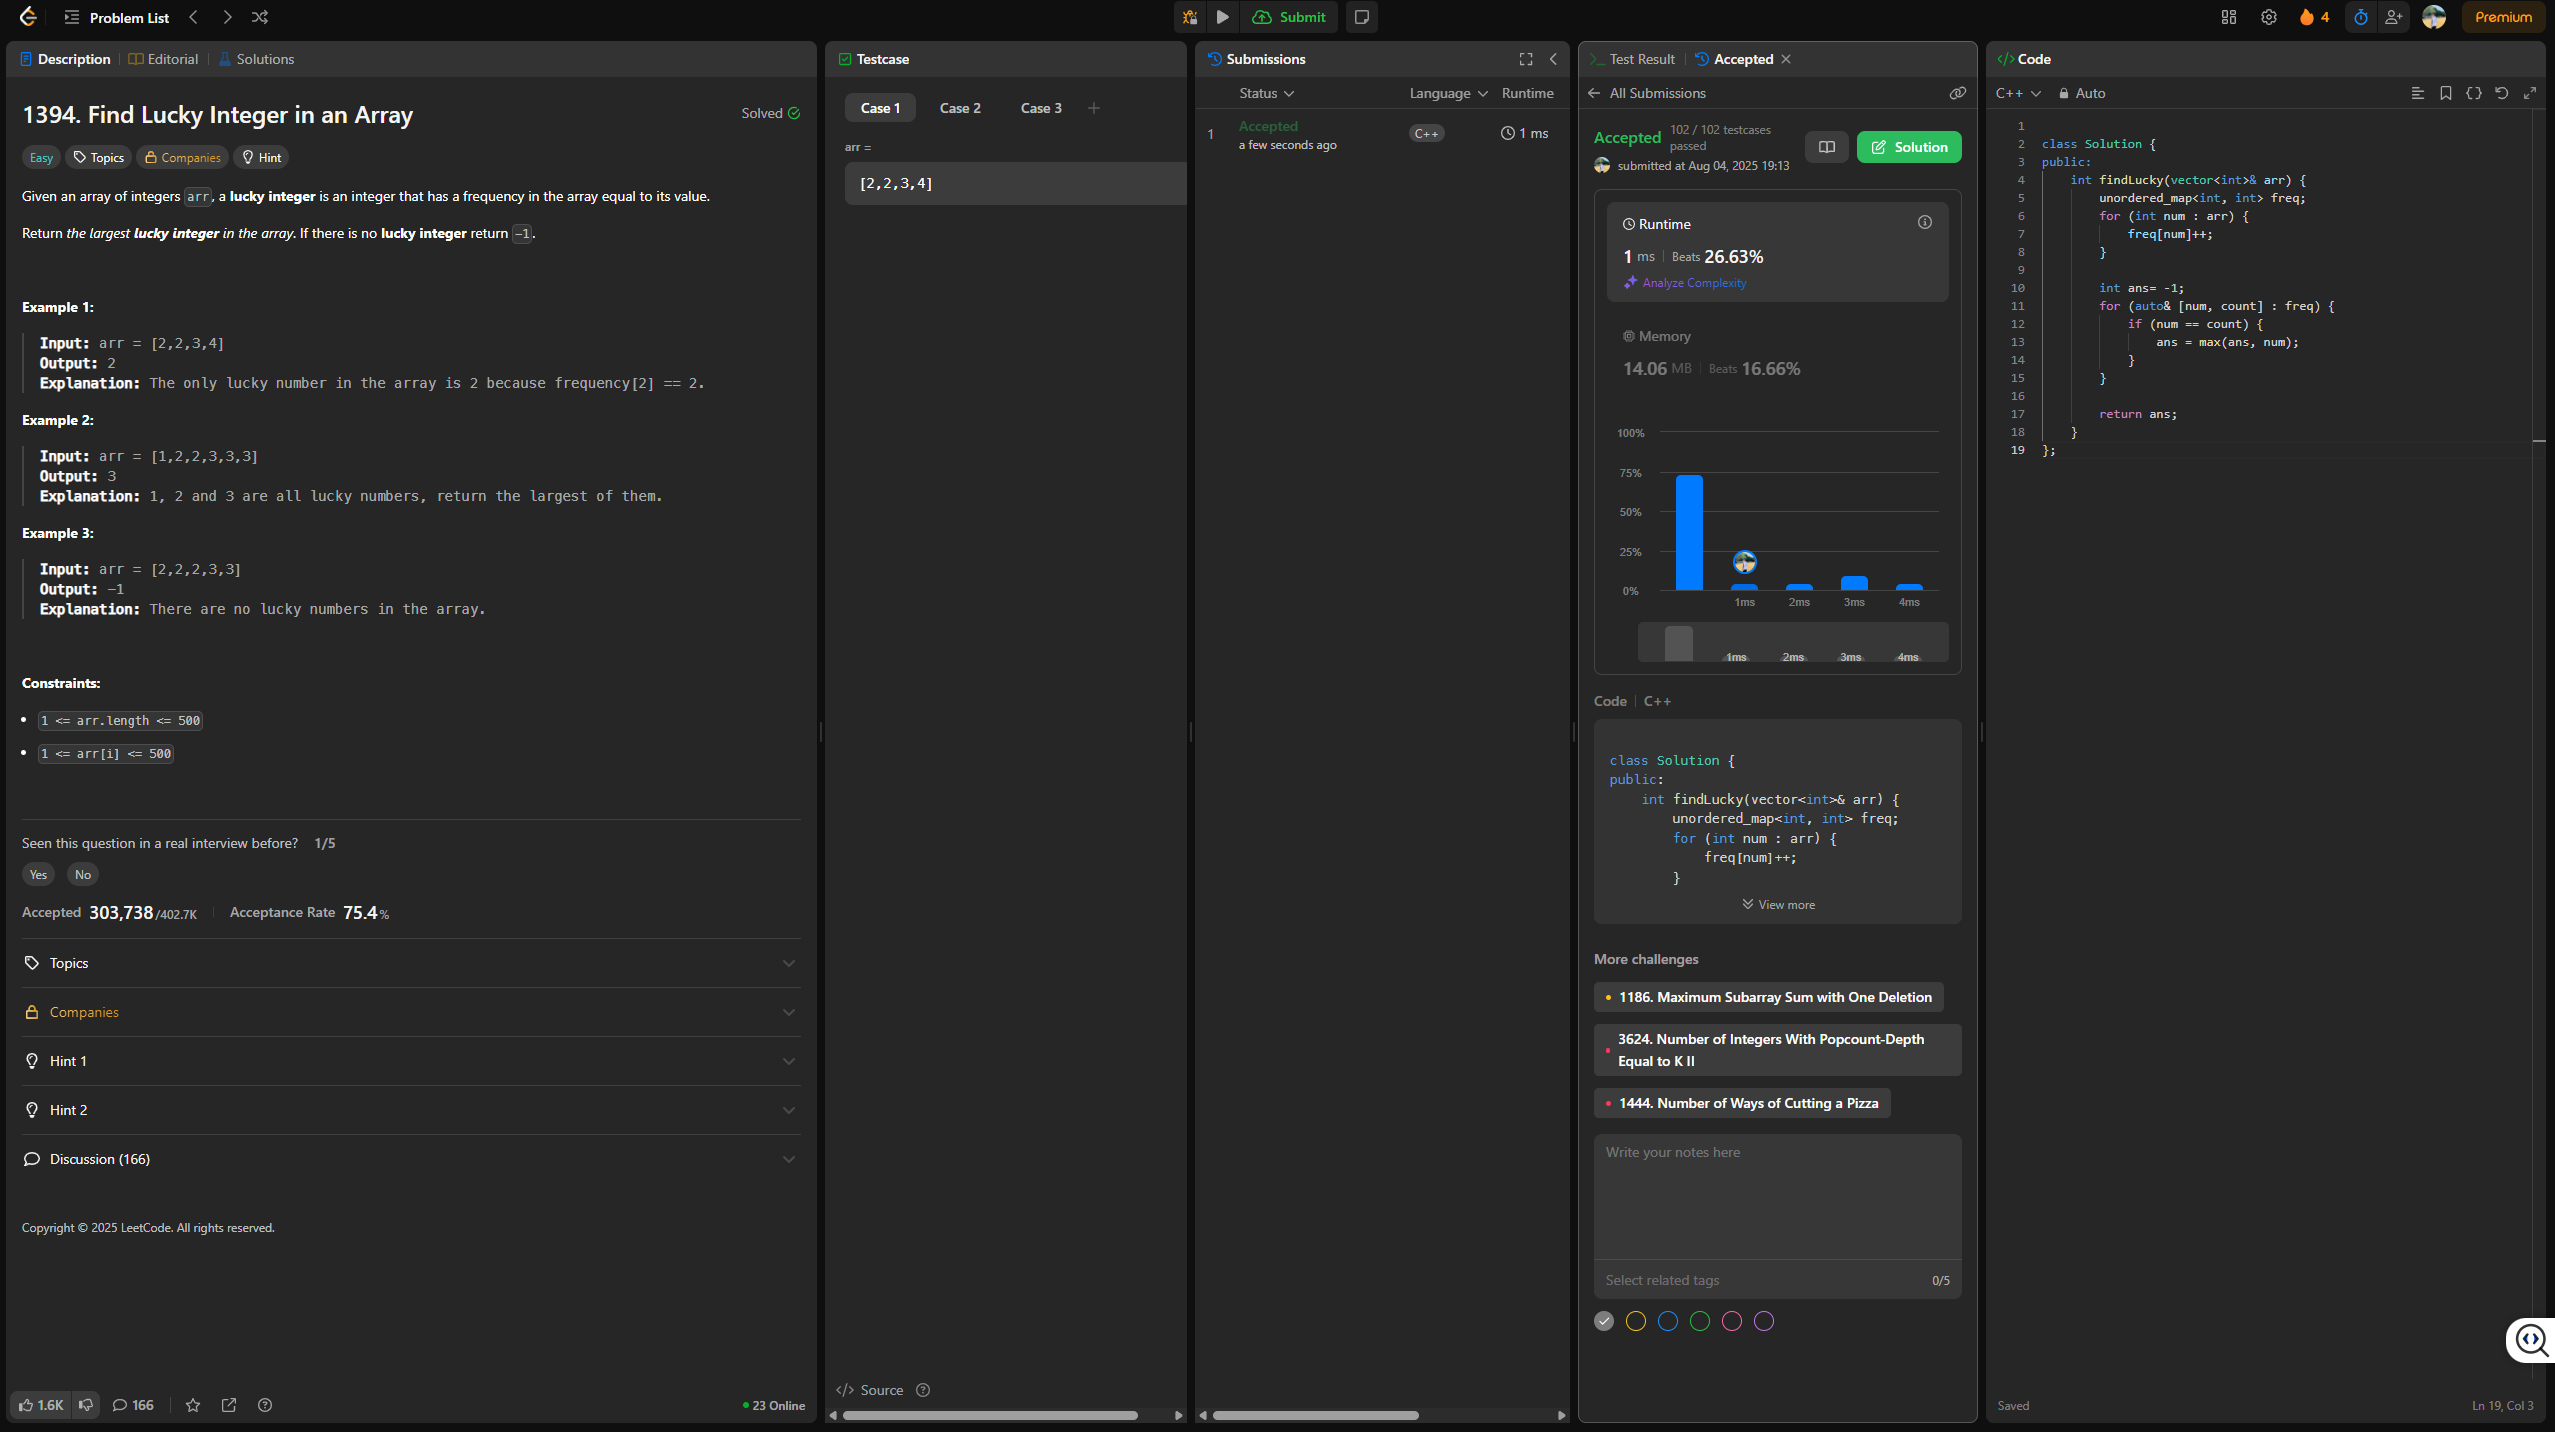 Problem List
Submit
4
Premium
Description
Editorial
Solutions
1394. Find Lucky Integer in an Array
Solved
Easy
Topics
Companies
Hint
Given an array of integers arr, a lucky integer is an integer that has a frequency in the array equal to its value.
Return the largest lucky integer in the array. If there is no lucky integer return -1.
Example 1:
Input: arr = [2,2,3,4]
Output: 2
Explanation: The only lucky number in the array is 2 because frequency[2] == 2.
Example 2:
Input: arr = [1,2,2,3,3,3]
Output: 3
Explanation: 1, 2 and 3 are all lucky numbers, return the largest of them.
Example 3:
Input: arr = [2,2,2,3,3]
Output: -1
Explanation: There are no lucky numbers in the array.
Constraints:
1 <= arr.length <= 500
1 <= arr[i] <= 500
Seen this question in a real interview before? 1/5
Yes No
Accepted 303,738/402.7K Acceptance Rate 75.4%
Topics
Companies
Hint 1
Hint 2
Discussion (166)
Copyright © 2025 LeetCode. All rights reserved.
1.6K 166
23 Online
Testcase
Case 1 Case 2 Case 3
arr =
[2,2,3,4]
</> Source
Submissions
Status Language Runtime
1 Accepted C++ 1 ms
a few seconds ago
Test Result
Accepted
All Submissions
Accepted 102 / 102 testcases passed
submitted at Aug 04, 2025 19:13
Solution
Runtime
1 ms Beats 26.63%
Analyze Complexity
Memory
14.06 MB Beats 16.66%
100%
75%
50%
25%
0%
1ms 2ms 3ms 4ms
1ms 2ms 3ms 4ms
Code C++
class Solution {
public:
int findLucky(vector<int>& arr) {
unordered_map<int, int> freq;
for (int num : arr) {
freq[num]++;
}
View more
More challenges
1186. Maximum Subarray Sum with One Deletion
3624. Number of Integers With Popcount-Depth
Equal to K II
1444. Number of Ways of Cutting a Pizza
Write your notes here
Select related tags 0/5
</> Code
C++ Auto
1
2 class Solution {
3 public:
4 int findLucky(vector<int>& arr) {
5 unordered_map<int, int> freq;
6 for (int num : arr) {
7 freq[num]++;
8 }
9
10 int ans= -1;
11 for (auto& [num, count] : freq) {
12 if (num == count) {
13 ans = max(ans, num);
14 }
15 }
16
17 return ans;
18 }
19 };
Saved
Ln 19, Col 3